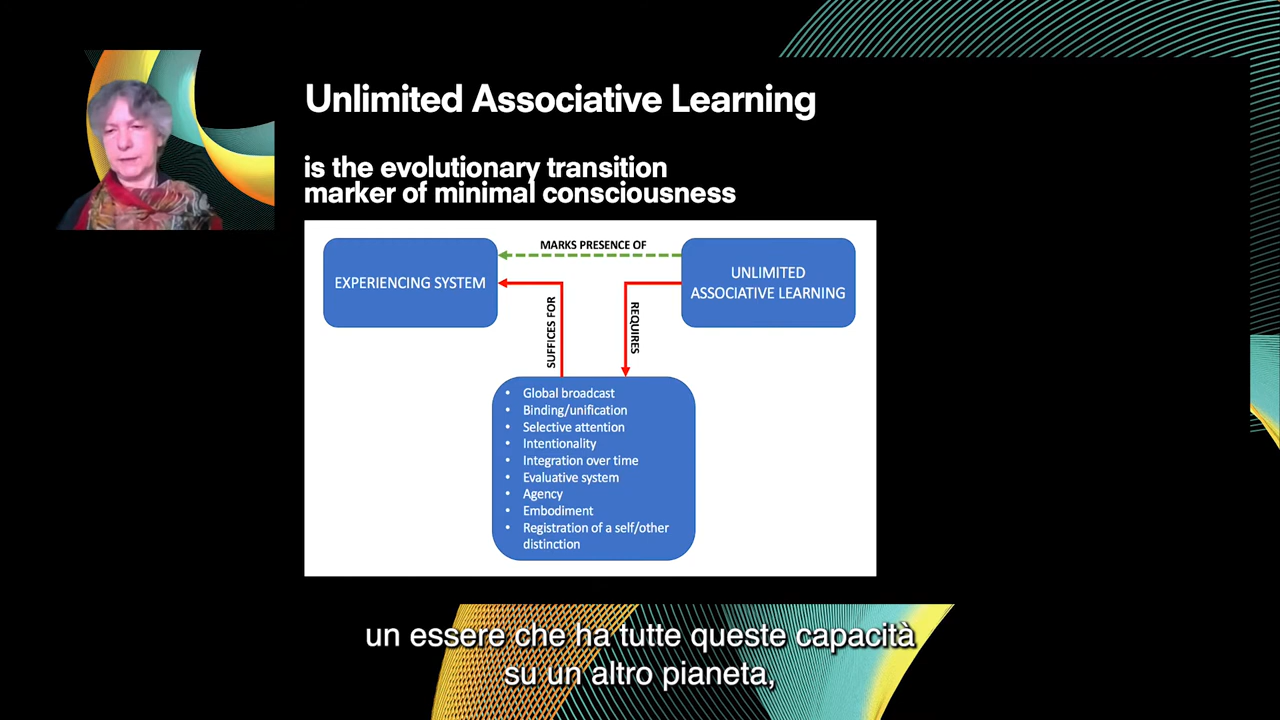 Unlimited Associative Learning
is the evolutionary transition
marker of minimal consciousness
MARKS PRESENCE OF
EXPERIENCING SYSTEM
UNLIMITED
ASSOCIATIVE LEARNING
SUFFICES FOR
REQUIRES
• Global broadcast
• Binding/unification
• Selective attention
• Intentionality
• Integration over time
• Evaluative system
• Agency
• Embodiment
• Registration of a self/other
distinction
un essere che ha tutte queste capacità
su un altro pianeta,